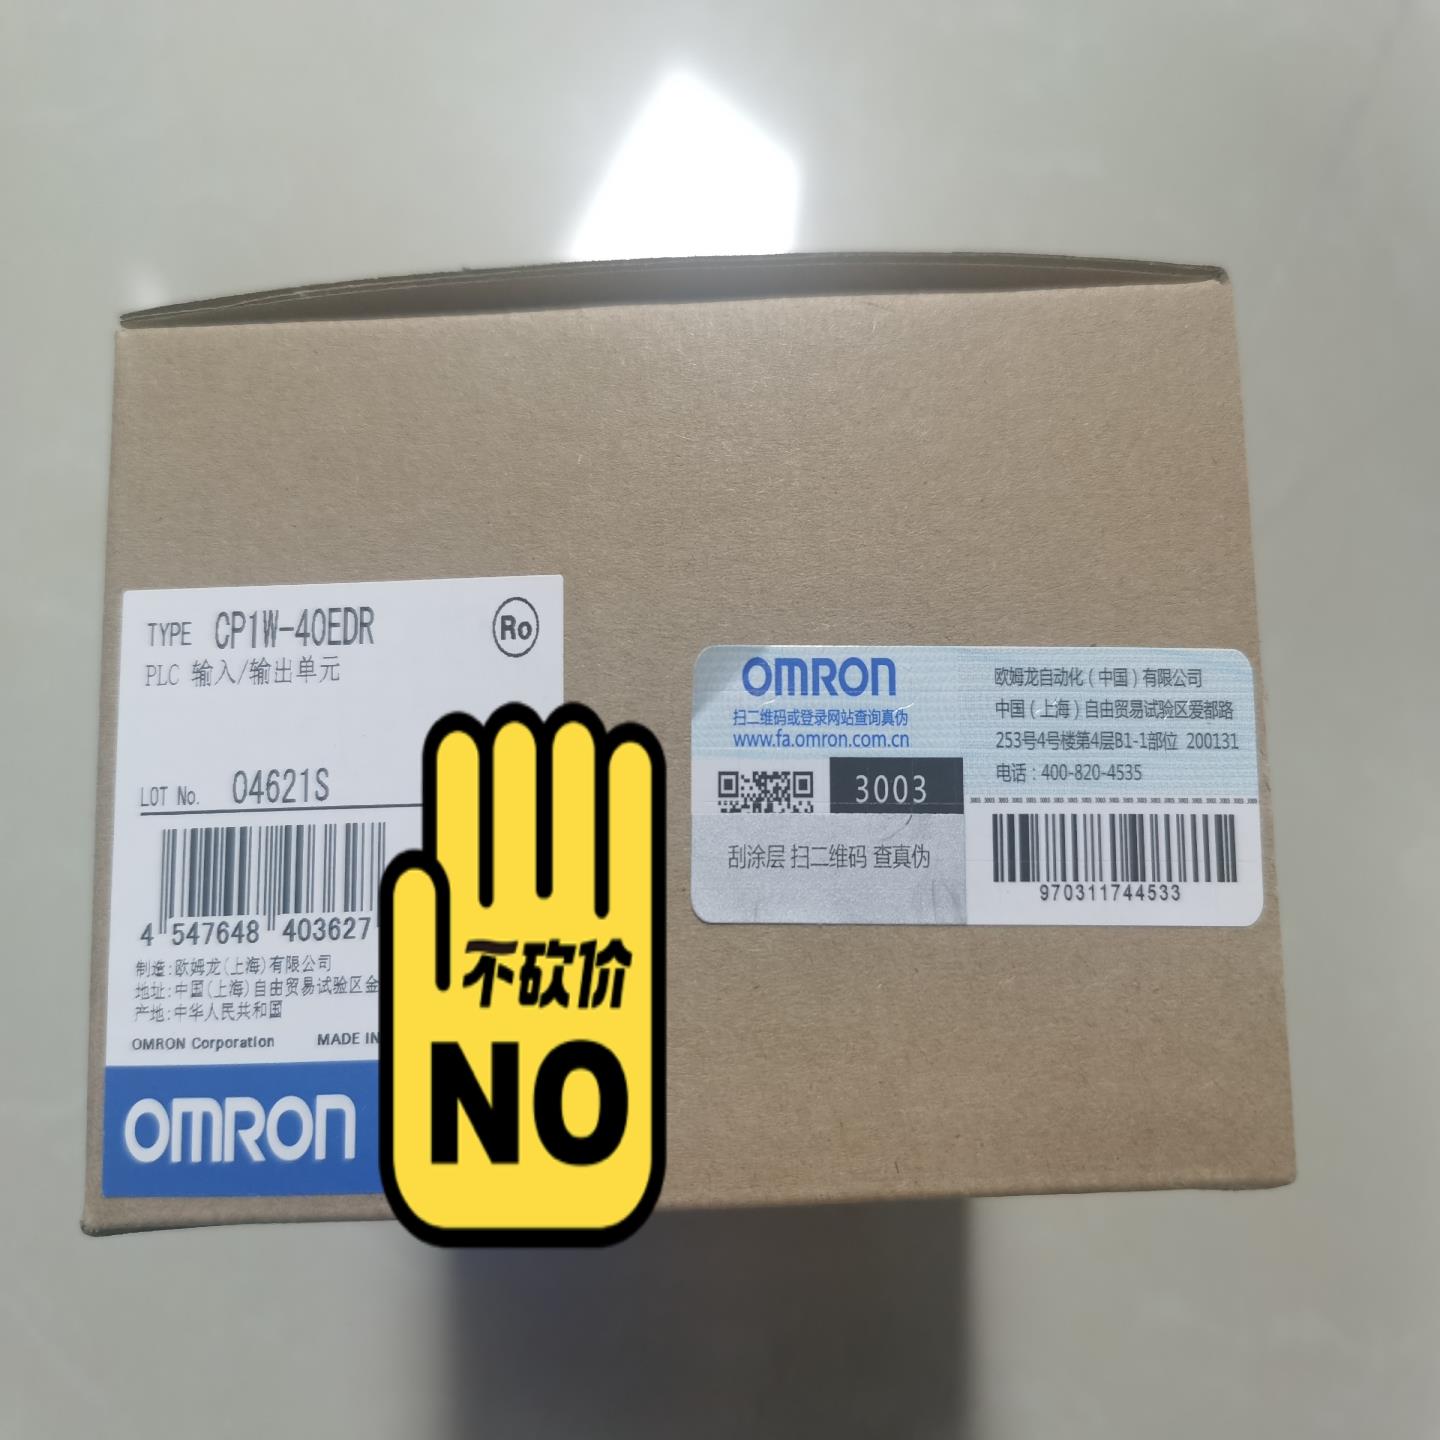 TYPE CP1W-40EDR
Ro
PLC 输入/输出单元
LOT No. 04621S
4 547648 403627
制造:欧姆龙(上海)有限公司
地址:中国(上海)自由贸易试验区金
产地:中华人民共和国
OMRON Corporation MADE IN
OMRON
不砍价
NO
OMRON
扫二维码或登录网站查询真伪
www.fa.omron.com.cn
3003
刮涂层 扫二维码 查真伪
欧姆龙自动化(中国)有限公司
中国(上海)自由贸易试验区爱都路
253号4号楼第4层B1-1部位 200131
电话:400-820-4535
970311744533